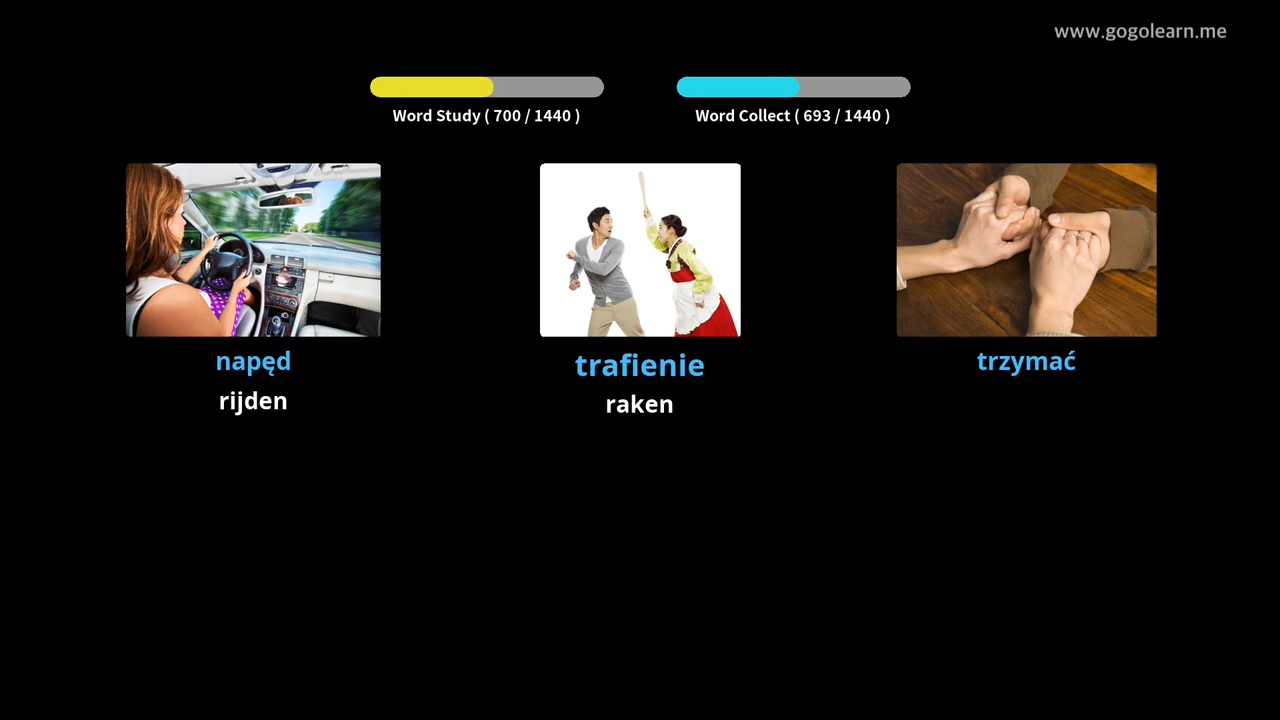 www.gogolearn.me
Word Study ( 700 / 1440 )
Word Collect ( 693 / 1440 )
napęd
trafienie
trzymać
rijden
raken